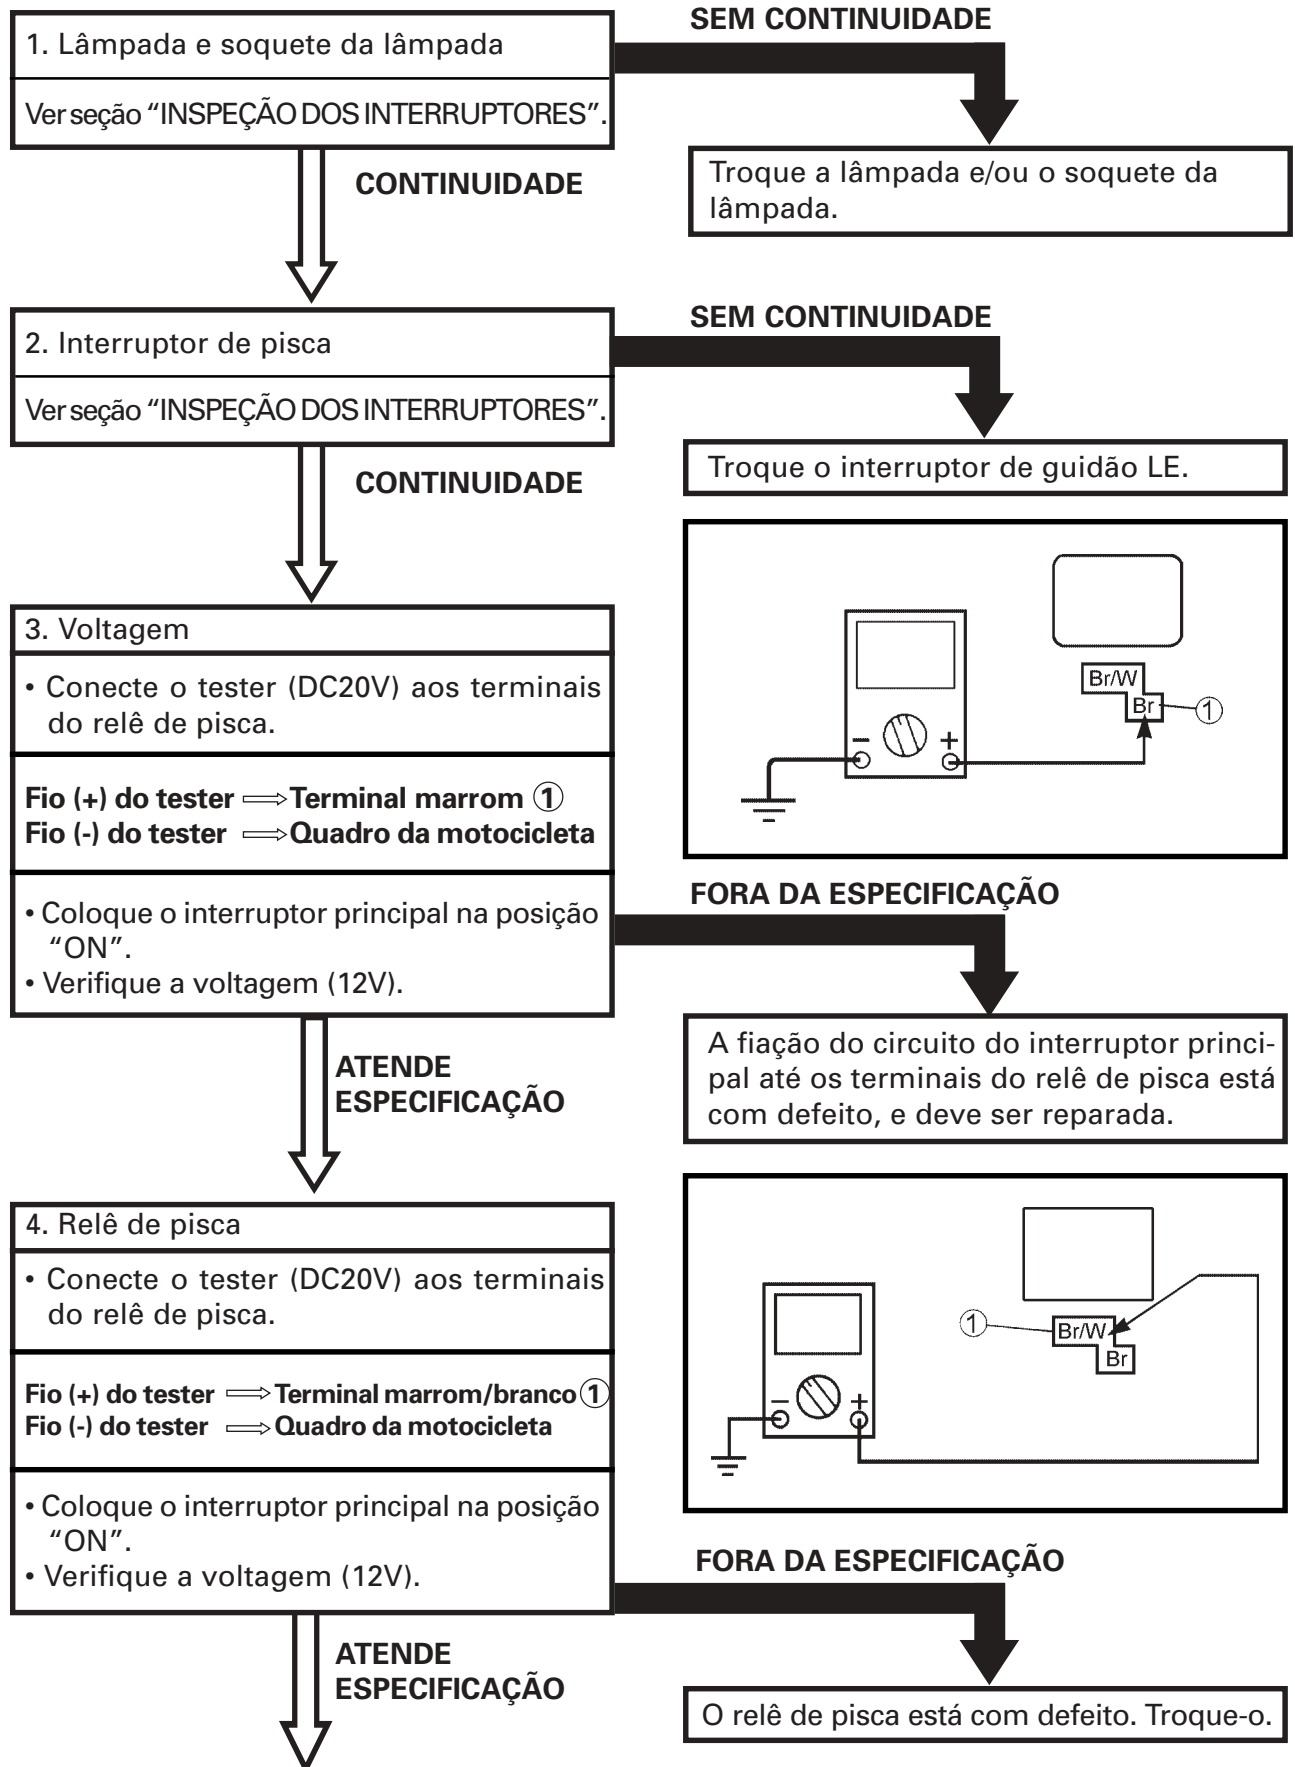 SEM CONTINUIDADE
1. Lâmpada e soquete da lâmpada
Ver seção “INSPEÇÃO DOS INTERRUPTORES”.
CONTINUIDADE
Troque a lâmpada e/ou o soquete da
lâmpada.
SEM CONTINUIDADE
2. Interruptor de pisca
Ver seção “INSPEÇÃO DOS INTERRUPTORES”.
CONTINUIDADE
Troque o interruptor de guidão LE.
3. Voltagem
• Conecte o tester (DC20V) aos terminais
do relê de pisca.
Fio (+) do tester ⟹ Terminal marrom ①
Fio (-) do tester ⟹ Quadro da motocicleta
• Coloque o interruptor principal na posição
“ON”.
• Verifique a voltagem (12V).
Br/W
Br
①
− +
FORA DA ESPECIFICAÇÃO
ATENDE
ESPECIFICAÇÃO
A fiação do circuito do interruptor princi-
pal até os terminais do relê de pisca está
com defeito, e deve ser reparada.
4. Relê de pisca
• Conecte o tester (DC20V) aos terminais
do relê de pisca.
Fio (+) do tester ⟹ Terminal marrom/branco ①
Fio (-) do tester ⟹ Quadro da motocicleta
• Coloque o interruptor principal na posição
“ON”.
• Verifique a voltagem (12V).
① Br/W
Br
− +
FORA DA ESPECIFICAÇÃO
ATENDE
ESPECIFICAÇÃO
O relê de pisca está com defeito. Troque-o.